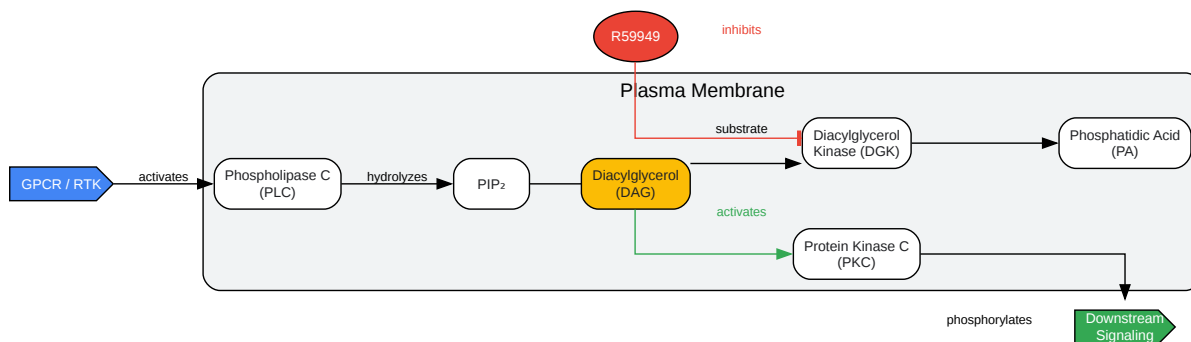 R59949
inhibits
Plasma Membrane
substrate
Diacylglycerol
Kinase (DGK)
Phosphatidic Acid
(PA)
GPCR / RTK
activates
Phospholipase C
(PLC)
hydrolyzes
PIP₂
Diacylglycerol
(DAG)
activates
Protein Kinase C
(PKC)
phosphorylates
Downstream
Signaling